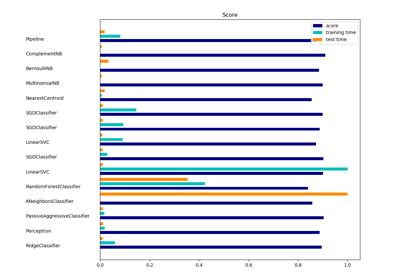 Score
score
training time
test time
Pipeline
ComplementNB
BernoulliNB
MultinomialNB
NearestCentroid
SGDClassifier
SGDClassifier
LinearSVC
SGDClassifier
LinearSVC
RandomForestClassifier
KNeighborsClassifier
PassiveAggressiveClassifier
Perceptron
RidgeClassifier
0.0 0.2 0.4 0.6 0.8 1.0